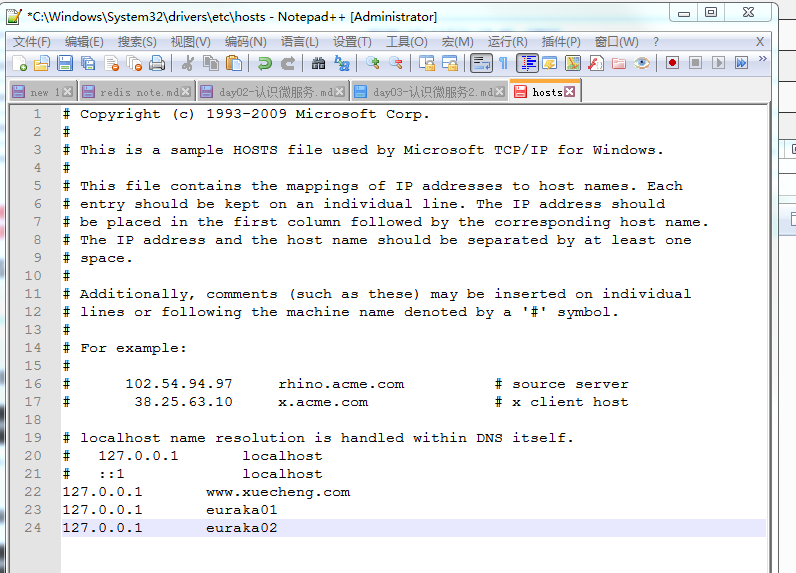 *C:\Windows\System32\drivers\etc\hosts - Notepad++ [Administrator]
文件(F) 编辑(E) 搜索(S) 视图(V) 编码(N) 语言(L) 设置(T) 工具(O) 宏(M) 运行(R) 插件(P) 窗口(W) ? X
new 1 redis note.md day02-认识微服务.md day03-认识微服务2.md hosts
1 # Copyright (c) 1993-2009 Microsoft Corp.
2 #
3 # This is a sample HOSTS file used by Microsoft TCP/IP for Windows.
4 #
5 # This file contains the mappings of IP addresses to host names. Each
6 # entry should be kept on an individual line. The IP address should
7 # be placed in the first column followed by the corresponding host name.
8 # The IP address and the host name should be separated by at least one
9 # space.
10 #
11 # Additionally, comments (such as these) may be inserted on individual
12 # lines or following the machine name denoted by a '#' symbol.
13 #
14 # For example:
15 #
16 # 102.54.94.97 rhino.acme.com # source server
17 # 38.25.63.10 x.acme.com # x client host
18
19 # localhost name resolution is handled within DNS itself.
20 # 127.0.0.1 localhost
21 # ::1 localhost
22 127.0.0.1 www.xuecheng.com
23 127.0.0.1 euraka01
24 127.0.0.1 euraka02